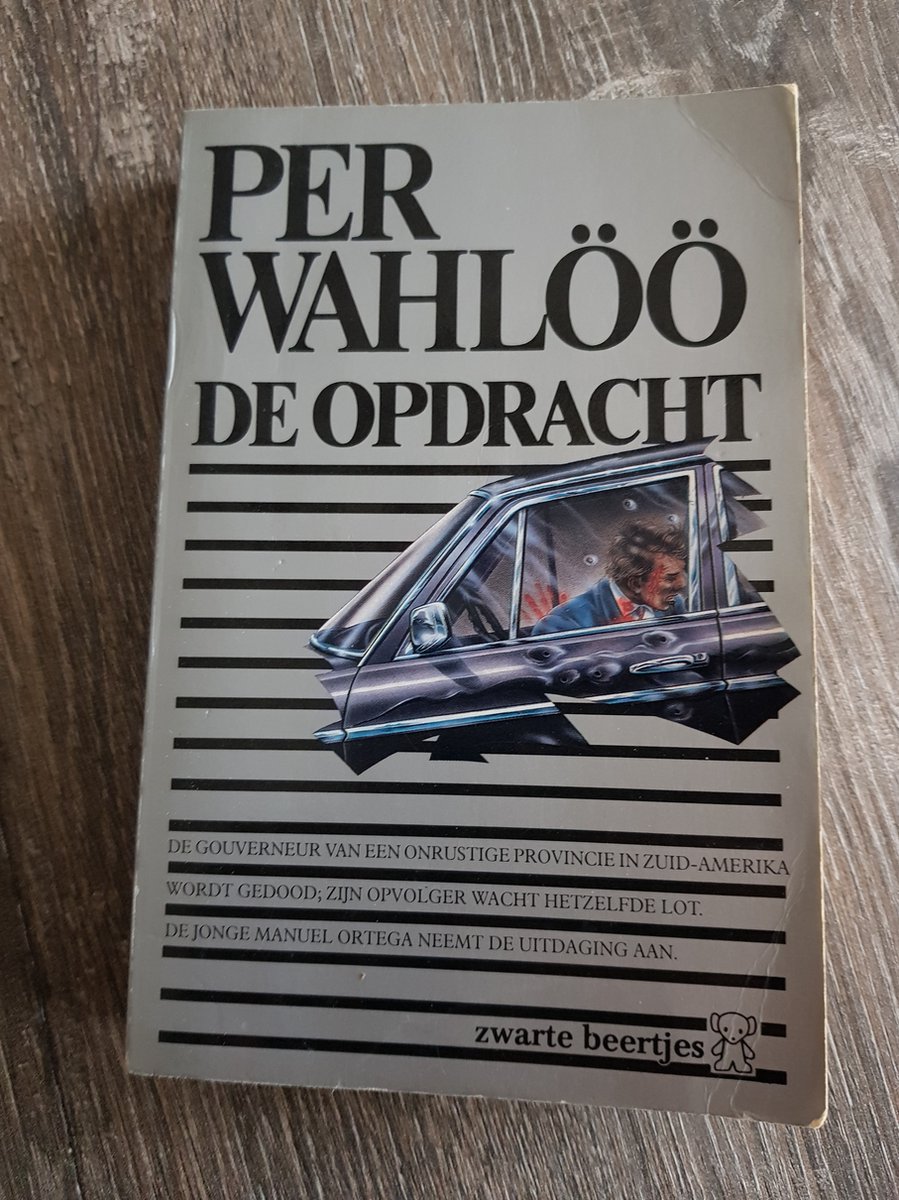 PER
WAHLÖÖ
DE OPDRACHT
DE GOUVERNEUR VAN EEN ONRUSTIGE PROVINCIE IN ZUID-AMERIKA
WORDT GEDOOD; ZIJN OPVOLGER WACHT HETZELFDE LOT.
DE JONGE MANUEL ORTEGA NEEMT DE UITDAGING AAN.
zwarte beertjes